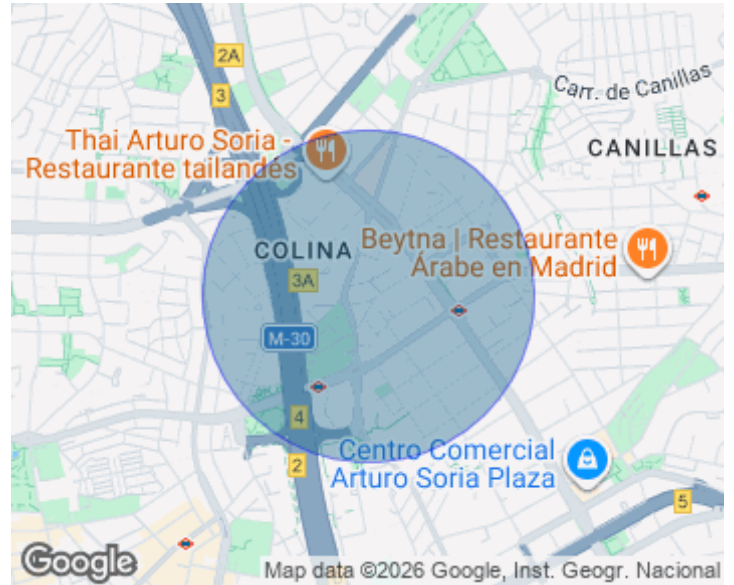 2A
3
Carr. de Canillas
Thai Arturo Soria -
Restaurante tailandés
CANILLAS
COLINA
Beytna | Restaurante
Árabe en Madrid
3A
M-30
4
2
Centro Comercial
Arturo Soria Plaza
5
Google
Map data ©2026 Google, Inst. Geogr. Nacional